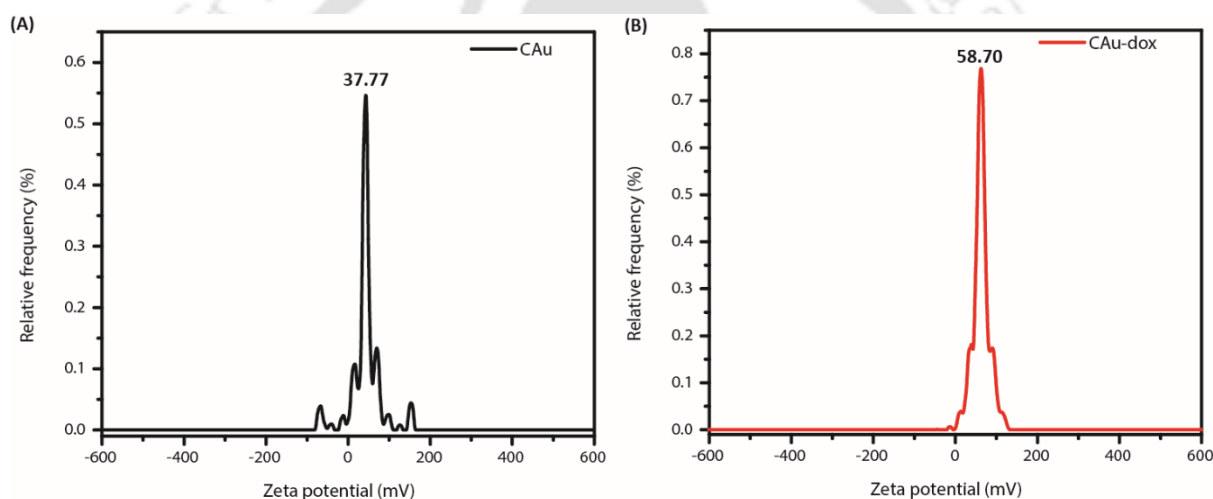 (A)
CAu
37.77
0.6
0.5
0.4
0.3
0.2
0.1
0.0
Relative frequency (%)
-600 -400 -200 0 200 400 600
Zeta potential (mV)
(B)
CAu-dox
58.70
0.8
0.7
0.6
0.5
0.4
0.3
0.2
0.1
0.0
Relative frequency (%)
-600 -400 -200 0 200 400 600
Zeta potential (mV)